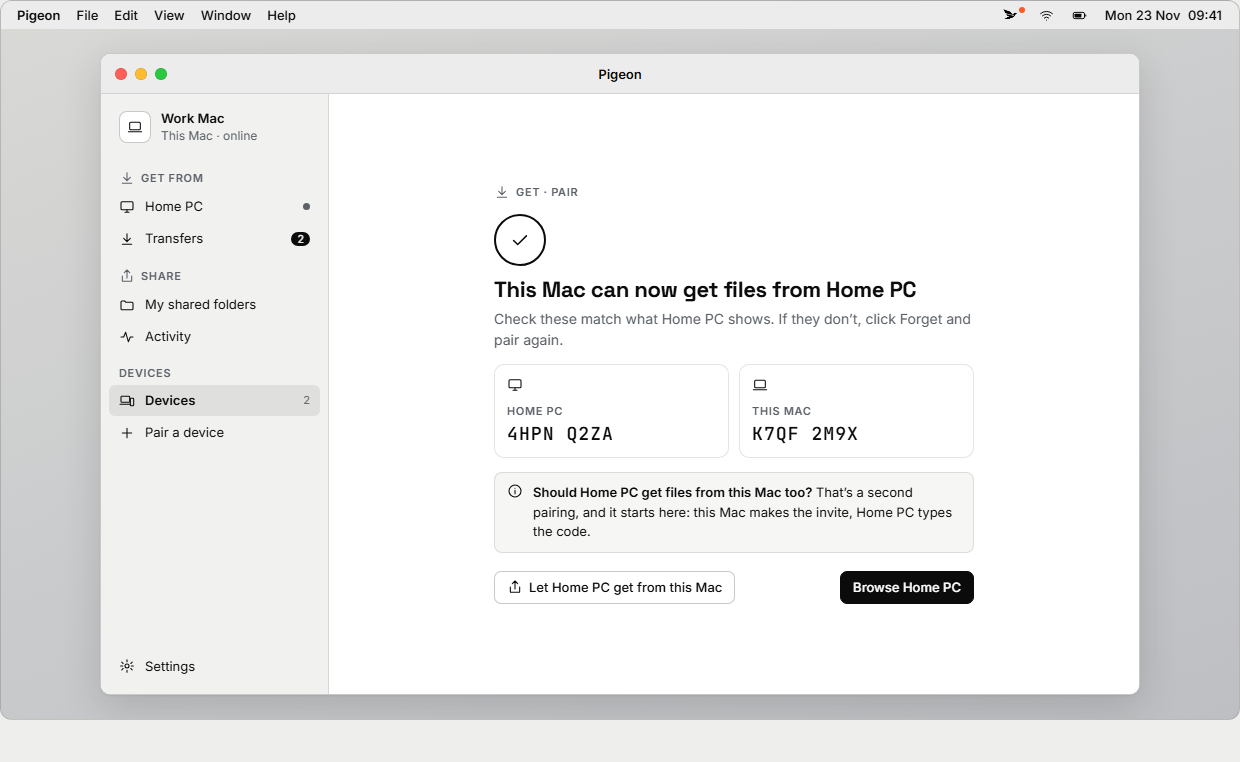 Pigeon File Edit View Window Help Mon 23 Nov 09:41
Pigeon
Work Mac
This Mac · online
GET FROM
Home PC
Transfers 2
SHARE
My shared folders
Activity
DEVICES
Devices 2
Pair a device
Settings
GET · PAIR
This Mac can now get files from Home PC
Check these match what Home PC shows. If they don’t, click Forget and
pair again.
HOME PC
4HPN Q2ZA
THIS MAC
K7QF 2M9X
Should Home PC get files from this Mac too? That’s a second
pairing, and it starts here: this Mac makes the invite, Home PC types
the code.
Let Home PC get from this Mac
Browse Home PC